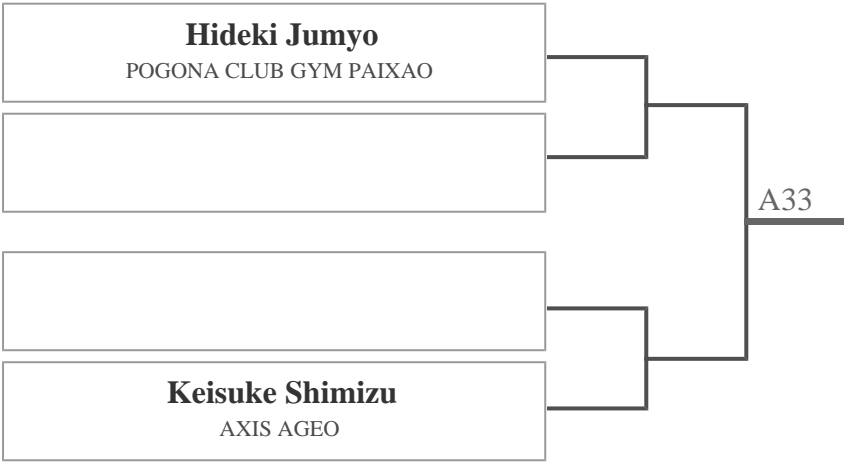 Hideki Jumyo
POGONA CLUB GYM PAIXAO
A33
Keisuke Shimizu
AXIS AGEO